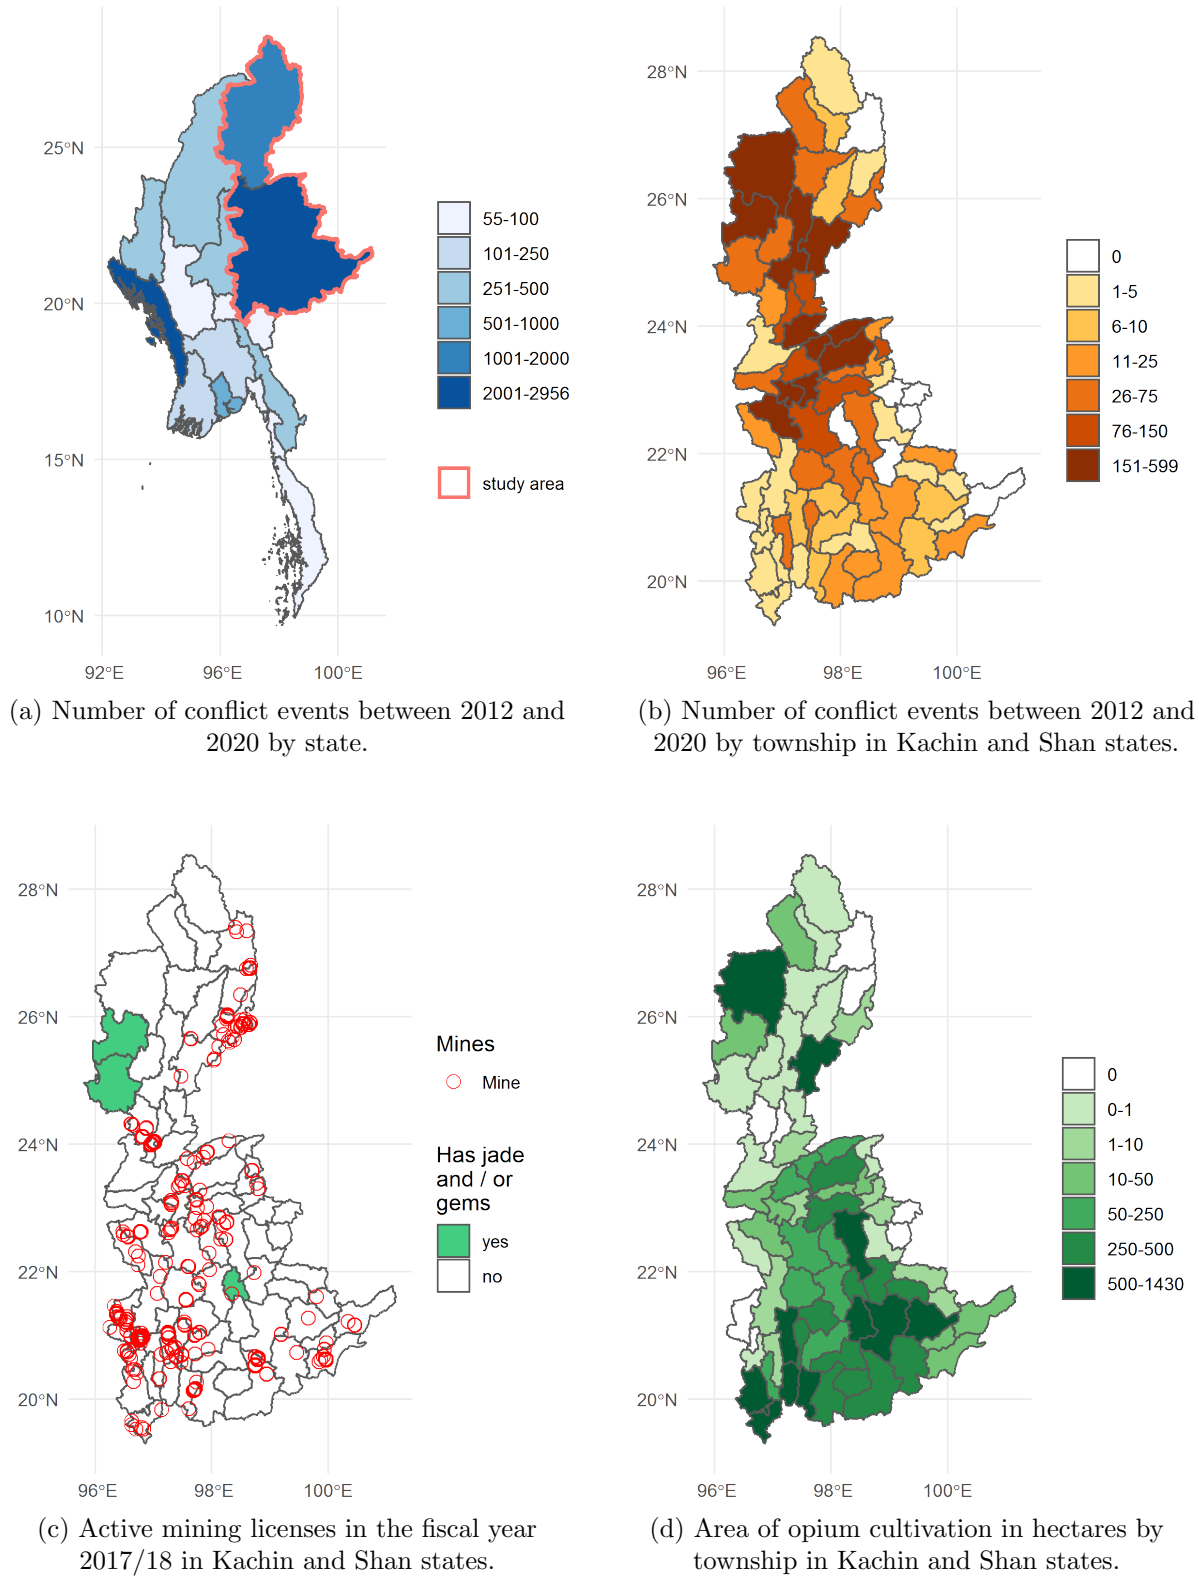 25°N
20°N
15°N
10°N
92°E
96°E
100°E
55-100
101-250
251-500
501-1000
1001-2000
2001-2956
study area
(a) Number of conflict events between 2012 and
2020 by state.
28°N
26°N
24°N
22°N
20°N
96°E
98°E
100°E
0
1-5
6-10
11-25
26-75
76-150
151-599
(b) Number of conflict events between 2012 and
2020 by township in Kachin and Shan states.
28°N
26°N
24°N
22°N
20°N
96°E
98°E
100°E
Mines
Mine
Has jade
and / or
gems
yes
no
(c) Active mining licenses in the fiscal year
2017/18 in Kachin and Shan states.
28°N
26°N
24°N
22°N
20°N
96°E
98°E
100°E
0
0-1
1-10
10-50
50-250
250-500
500-1430
(d) Area of opium cultivation in hectares by
township in Kachin and Shan states.